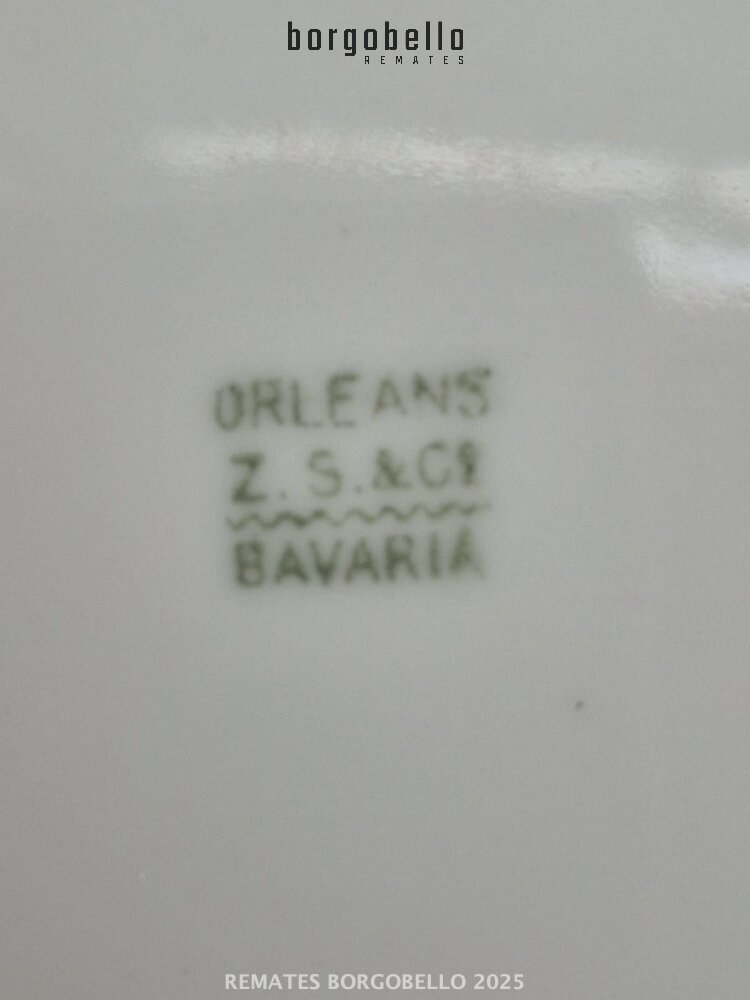 borgobello
REMATES
ORLEANS
Z. S. & Co
BAVARIA
REMATES BORGOBELLO 2025